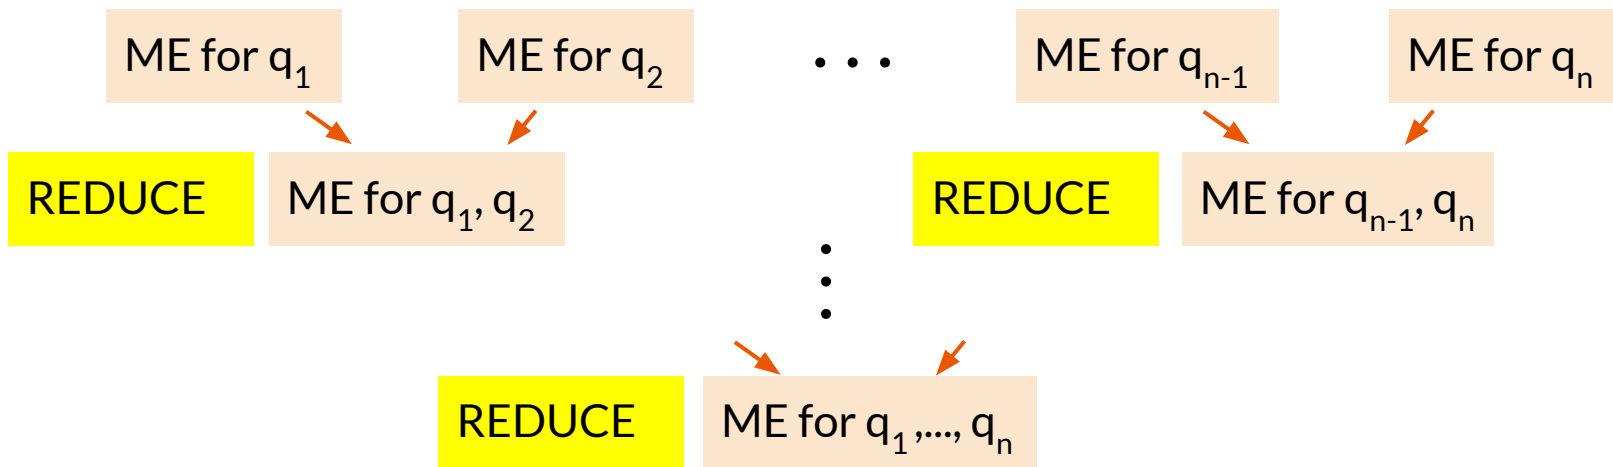 ME for q₁ ME for q₂ . . . ME for qₙ₋₁ ME for qₙ
REDUCE ME for q₁, q₂ REDUCE ME for qₙ₋₁, qₙ
REDUCE ME for q₁,..., qₙ